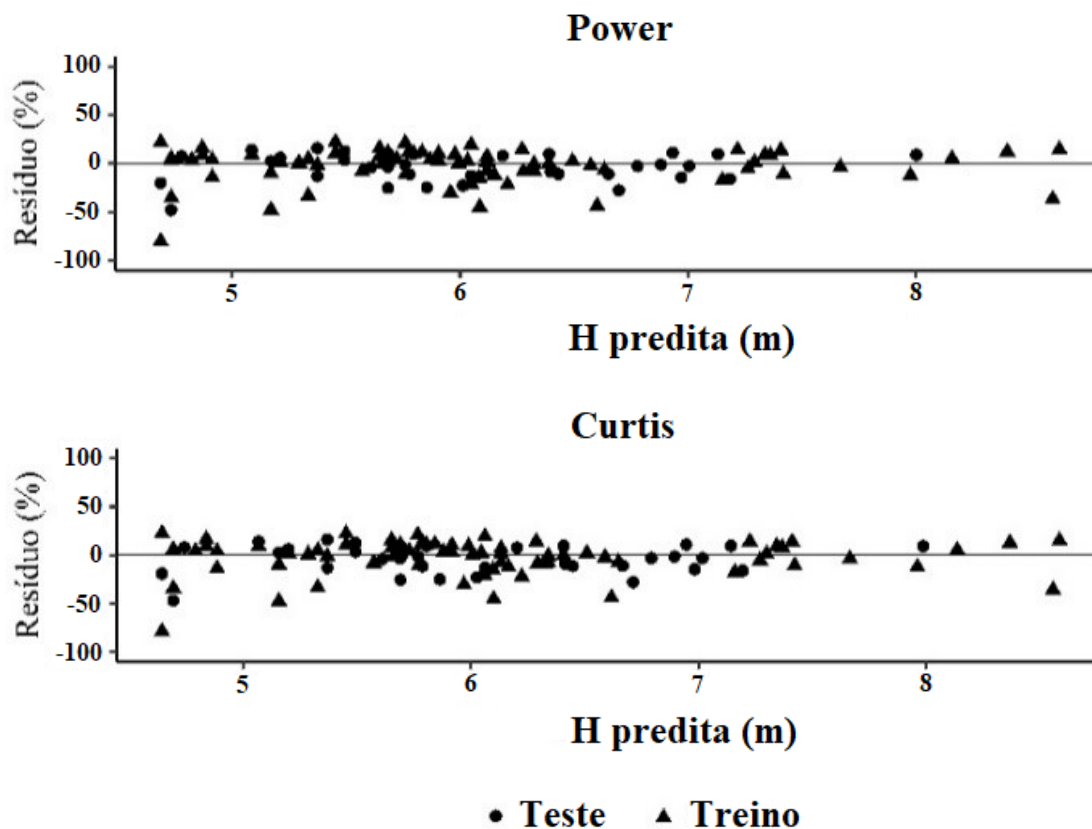 Power
100
50
0
-50
-100
Resíduo (%)
5 6 7 8
H predita (m)
Curtis
100
50
0
-50
-100
Resíduo (%)
5 6 7 8
H predita (m)
Teste Treino